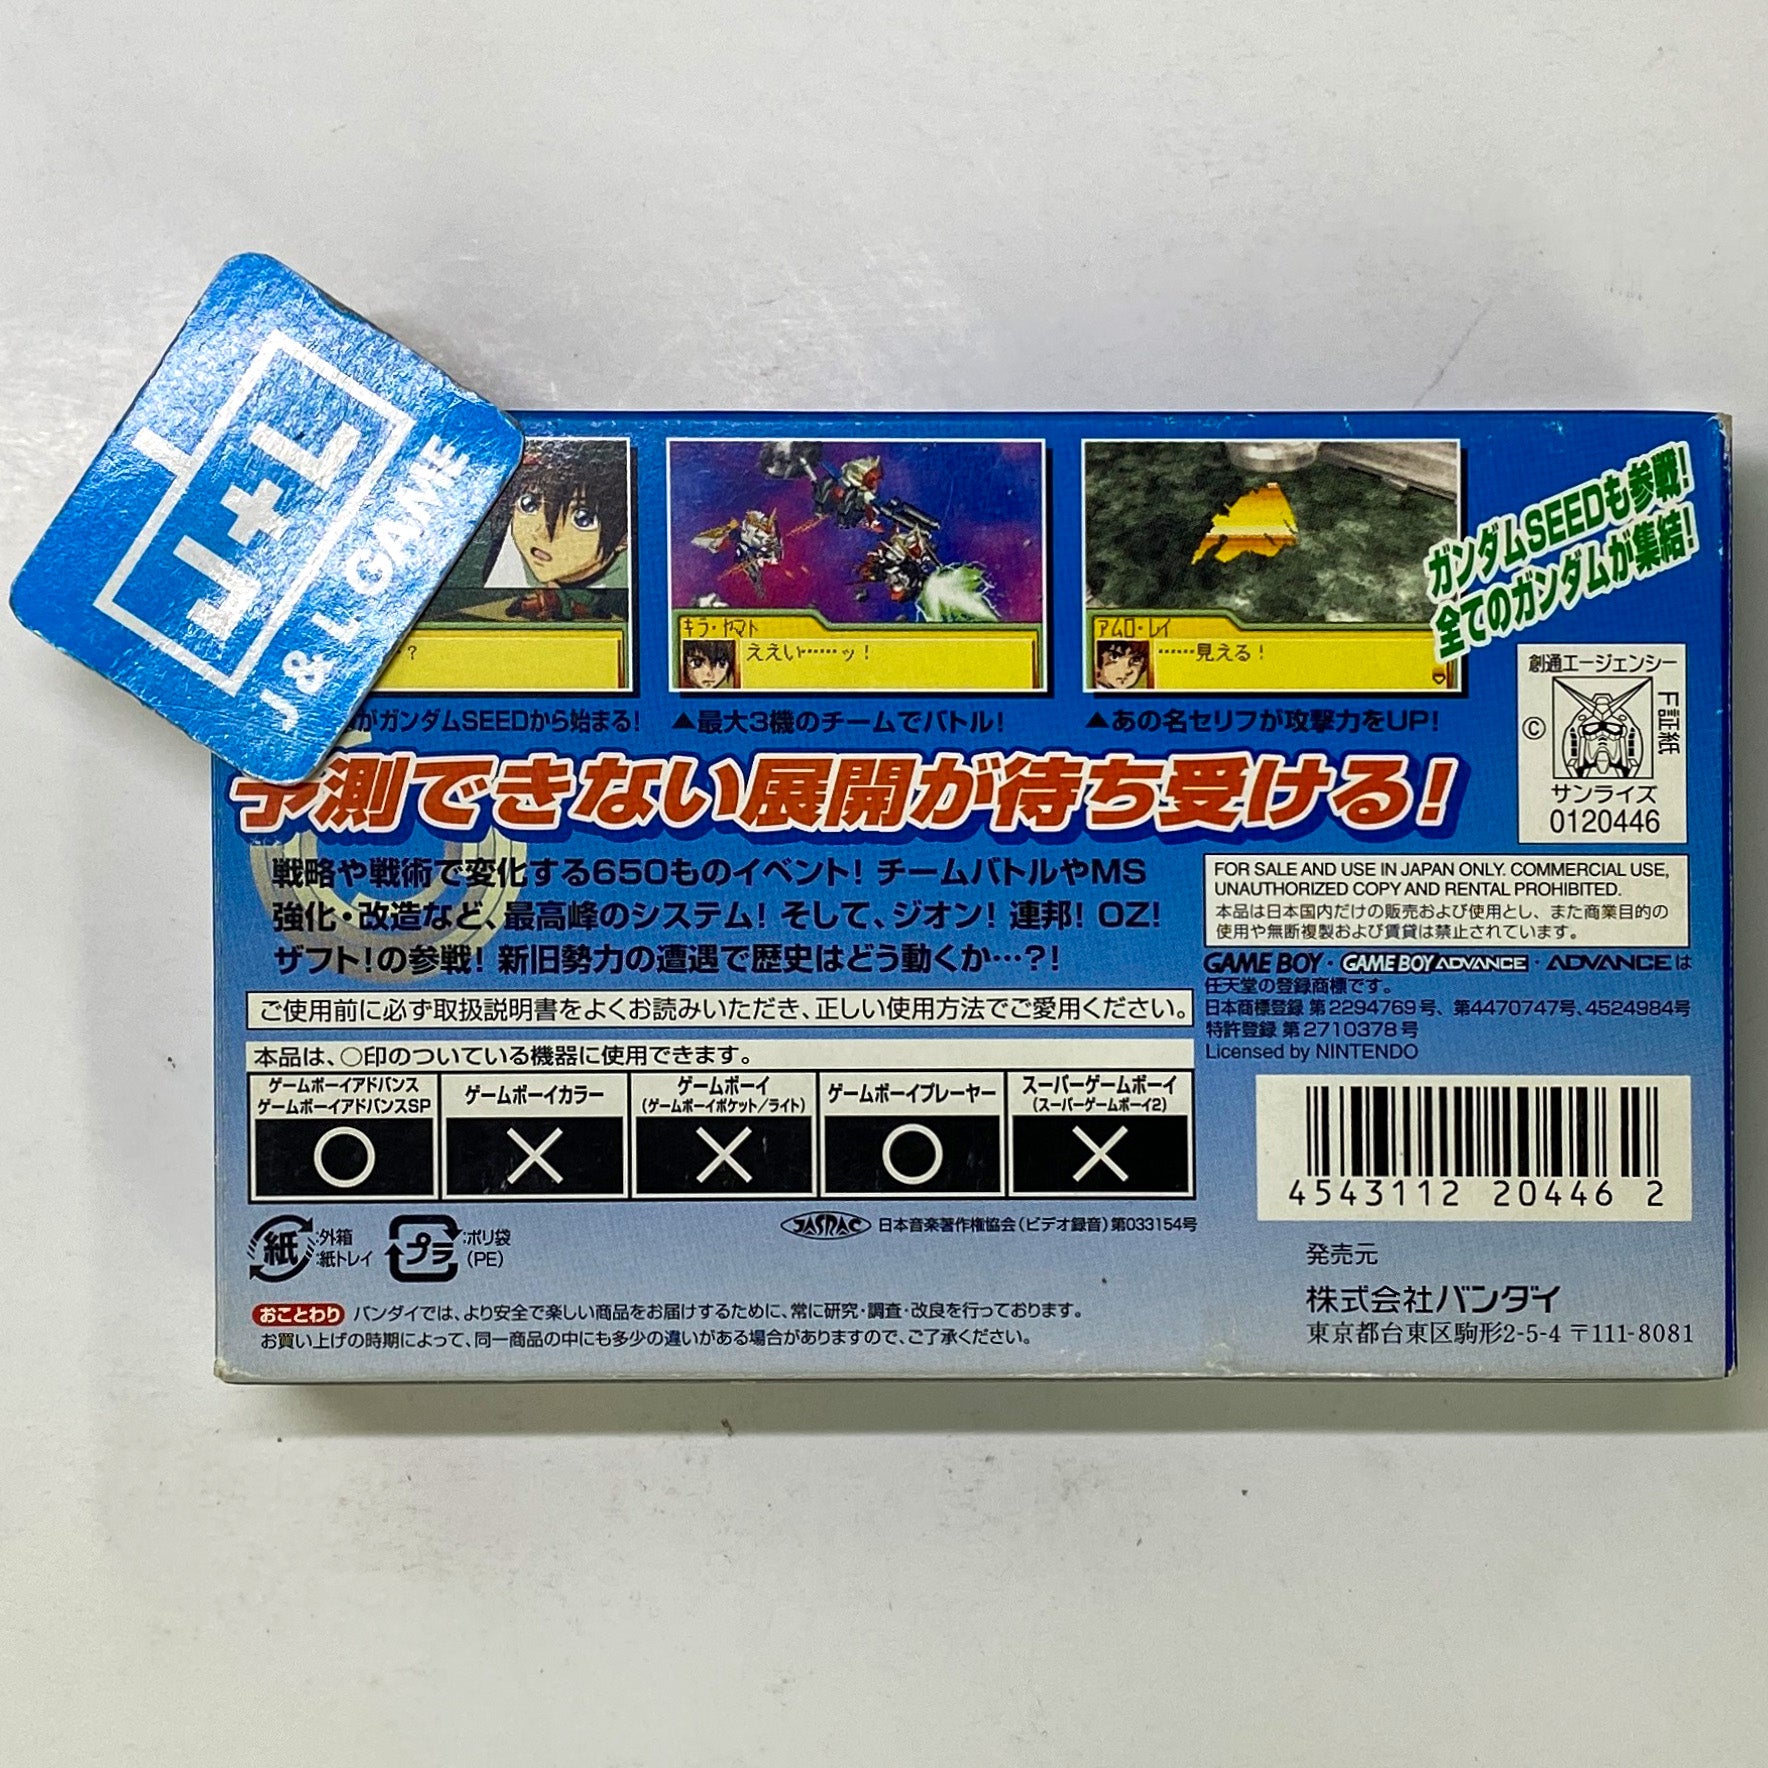 J+L
J & L GAME
…?
キラ・ヤマト
ええい……ッ！
アムロ・レイ
……見える！
ガンダムSEEDも参戦！
全てのガンダムが集結！
がガンダムSEEDから始まる！
▲最大3機のチームでバトル！
▲あの名セリフが攻撃力をUP！
予測できない展開が待ち受ける！
創通エージェンシー
F証紙
©
サンライズ
0120446
戦略や戦術で変化する650ものイベント！チームバトルやMS
強化・改造など、最高峰のシステム！そして、ジオン！連邦！OZ！
ザフト！の参戦！新旧勢力の遭遇で歴史はどう動くか…？！
FOR SALE AND USE IN JAPAN ONLY. COMMERCIAL USE,
UNAUTHORIZED COPY AND RENTAL PROHIBITED.
本品は日本国内だけの販売および使用とし、また商業目的の
使用や無断複製および賃貸は禁止されています。
GAME BOY・GAME BOY ADVANCE・ADVANCEは
任天堂の登録商標です。
日本商標登録 第2294769号、第4470747号、4524984号
特許登録 第2710378号
Licensed by NINTENDO
ご使用前に必ず取扱説明書をよくお読みいただき、正しい使用方法でご愛用ください。
本品は、○印のついている機器に使用できます。
ゲームボーイアドバンス
ゲームボーイアドバンスSP
ゲームボーイカラー
ゲームボーイ
（ゲームボーイポケット／ライト）
ゲームボーイプレーヤー
スーパーゲームボーイ
（スーパーゲームボーイ2）
○
×
×
○
×
4543112 204462
紙
:外箱
:紙トレイ
プラ
:ポリ袋
（PE）
JASRAC 日本音楽著作権協会（ビデオ録音）第033154号
おことわり バンダイでは、より安全で楽しい商品をお届けするために、常に研究・調査・改良を行っております。
お買い上げの時期によって、同一商品の中にも多少の違いがある場合がありますので、ご了承ください。
発売元
株式会社バンダイ
東京都台東区駒形2-5-4 〒111-8081